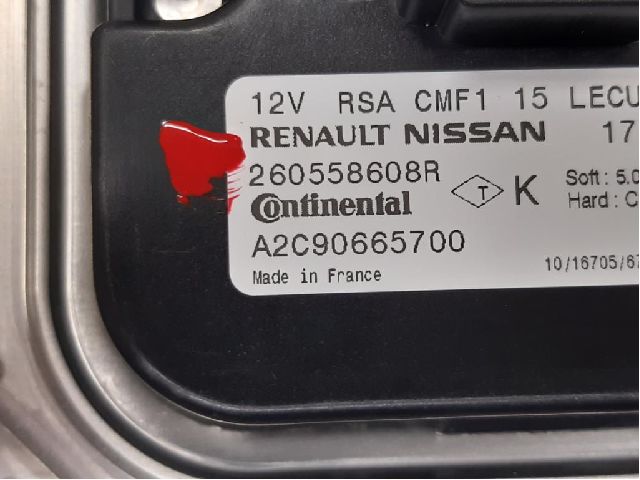 12V RSA CMF1 15 LECU
RENAULT NISSAN 17
260558608R
Continental T K Soft: 5.0
Hard: C
A2C90665700
Made in France 10/16705/67